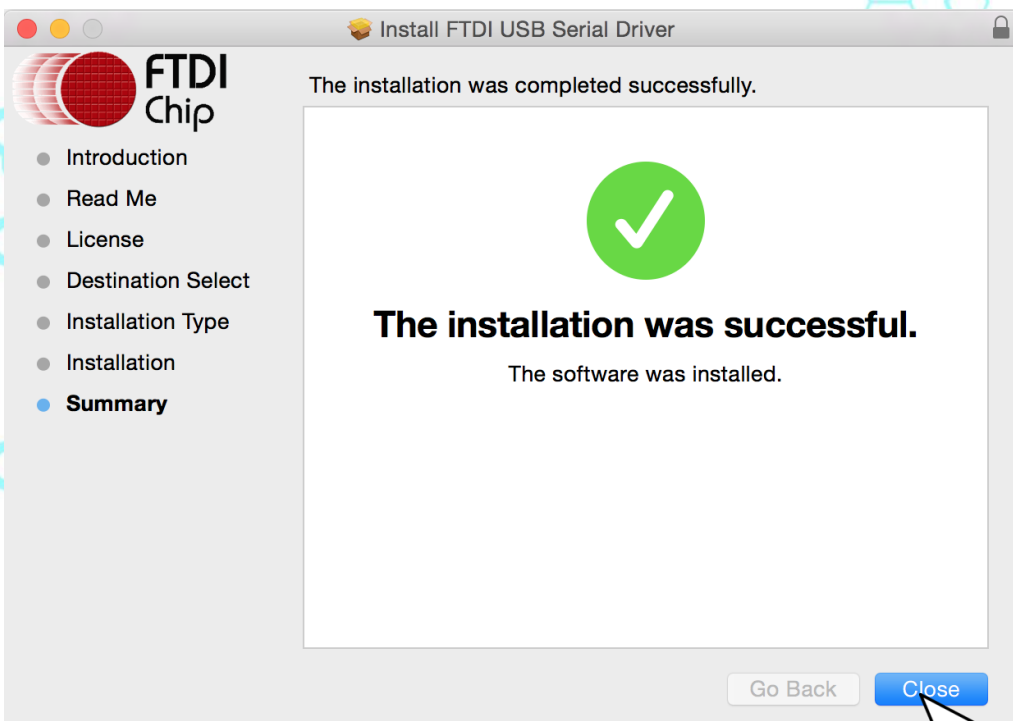 Install FTDI USB Serial Driver
FTDI
Chip
The installation was completed successfully.
Introduction
Read Me
License
Destination Select
Installation Type
Installation
Summary
The installation was successful.
The software was installed.
Go Back
Close